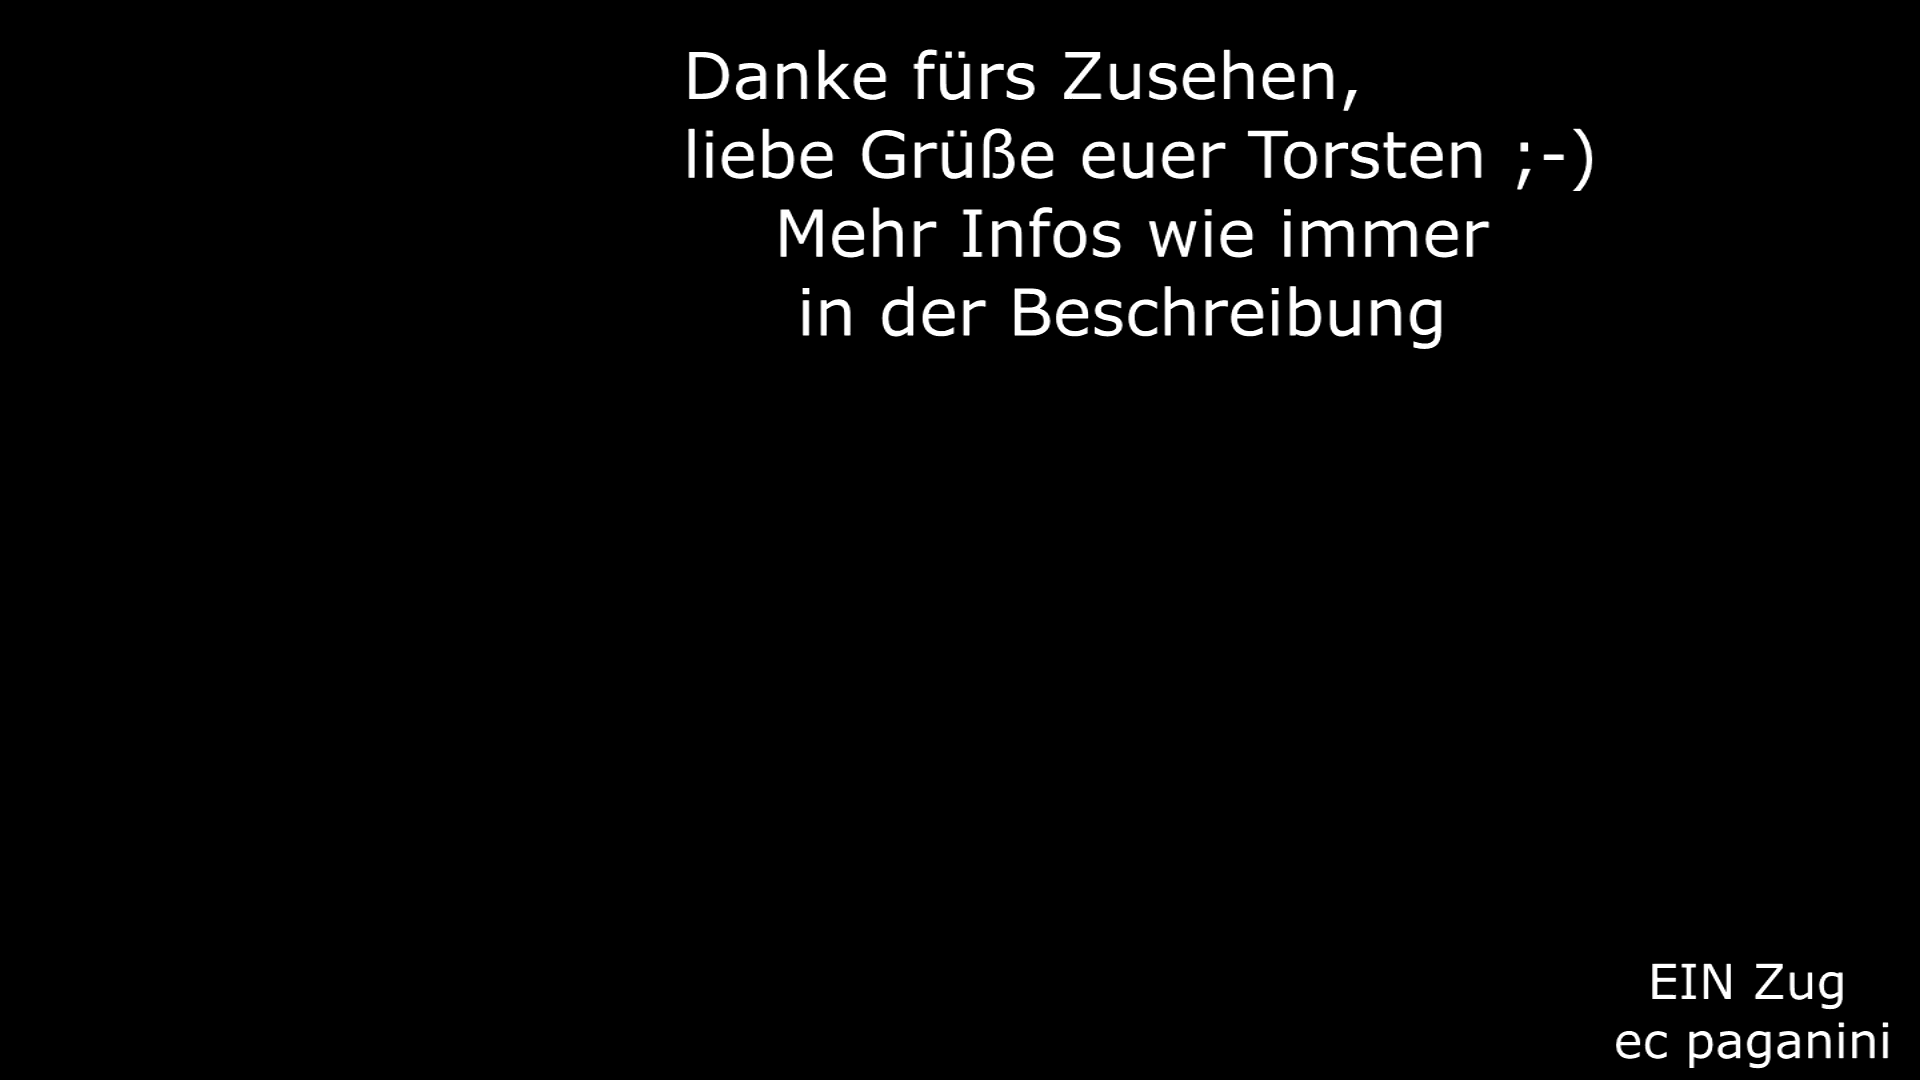 Danke fürs Zusehen,
liebe Grüße euer Torsten ;-)
Mehr Infos wie immer
in der Beschreibung
EIN Zug
ec paganini